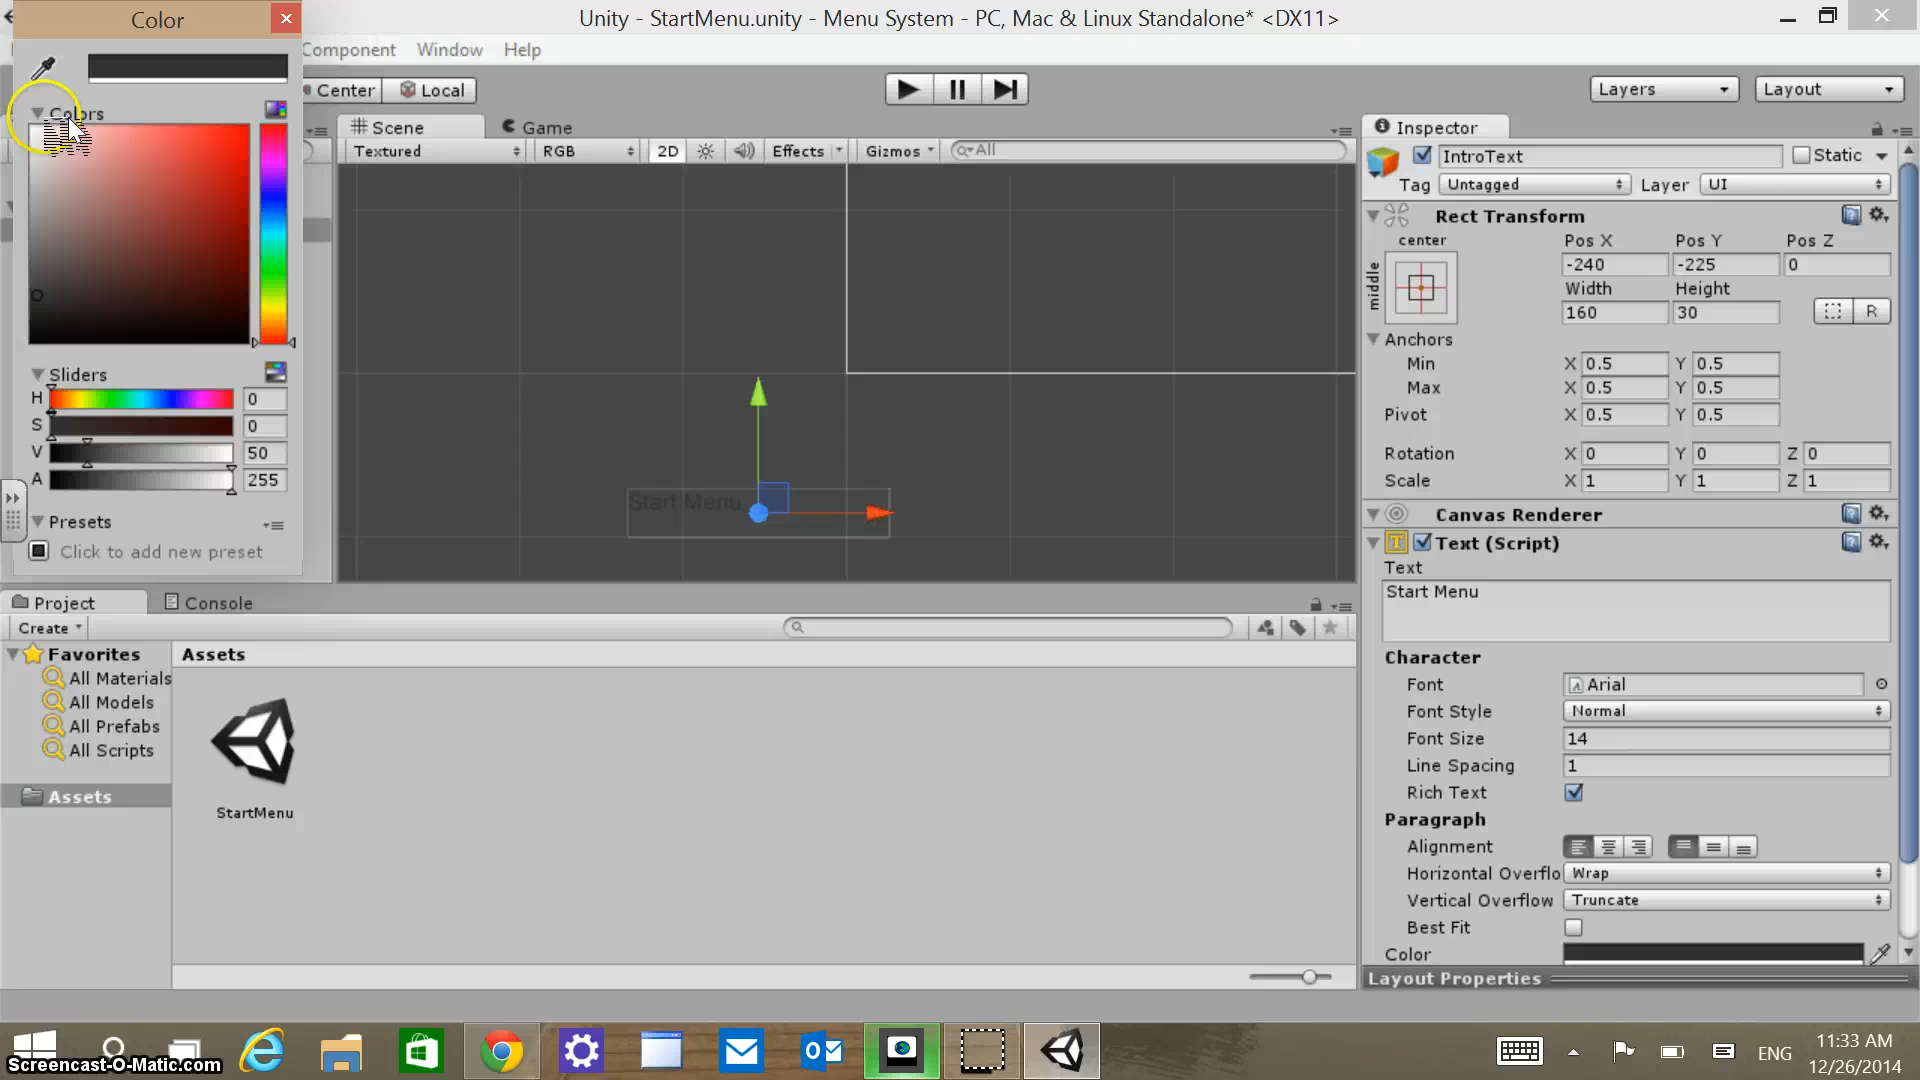 Color
Unity - StartMenu.unity - Menu System - PC, Mac & Linux Standalone* <DX11>
Component Window Help
Center Local
Layers Layout
Colors
Scene Game
Textured RGB 2D Effects Gizmos All
Inspector
IntroText Static
Tag Untagged Layer UI
Rect Transform
center
middle
Pos X Pos Y Pos Z
-240 -225 0
Width Height
160 30 R
Anchors
Min X 0.5 Y 0.5
Max X 0.5 Y 0.5
Pivot X 0.5 Y 0.5
Rotation X 0 Y 0 Z 0
Scale X 1 Y 1 Z 1
Sliders
H 0
S 0
V 50
A 255
Presets
Click to add new preset
Start Menu
Canvas Renderer
Text (Script)
Text
Start Menu
Character
Font Arial
Font Style Normal
Font Size 14
Line Spacing 1
Rich Text
Paragraph
Alignment
Horizontal Overflo Wrap
Vertical Overflow Truncate
Best Fit
Color
Layout Properties
Project Console
Create
Favorites
All Materials
All Models
All Prefabs
All Scripts
Assets
Assets
StartMenu
Screencast-O-Matic.com
ENG
11:33 AM
12/26/2014